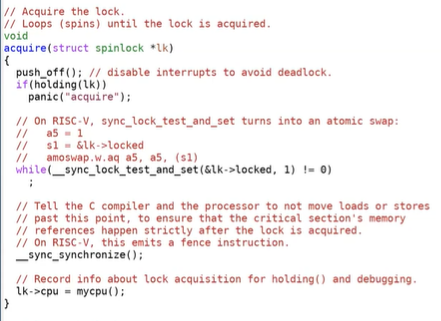 // Acquire the lock.
// Loops (spins) until the lock is acquired.
void
acquire(struct spinlock *lk)
{
  push_off(); // disable interrupts to avoid deadlock.
  if(holding(lk))
    panic("acquire");

  // On RISC-V, sync_lock_test_and_set turns into an atomic swap:
  //   a5 = 1
  //   s1 = &lk->locked
  //   amoswap.w.aq a5, a5, (s1)
  while(__sync_lock_test_and_set(&lk->locked, 1) != 0)
    ;

  // Tell the C compiler and the processor to not move loads or stores
  // past this point, to ensure that the critical section's memory
  // references happen strictly after the lock is acquired.
  // On RISC-V, this emits a fence instruction.
  __sync_synchronize();

  // Record info about lock acquisition for holding() and debugging.
  lk->cpu = mycpu();
}